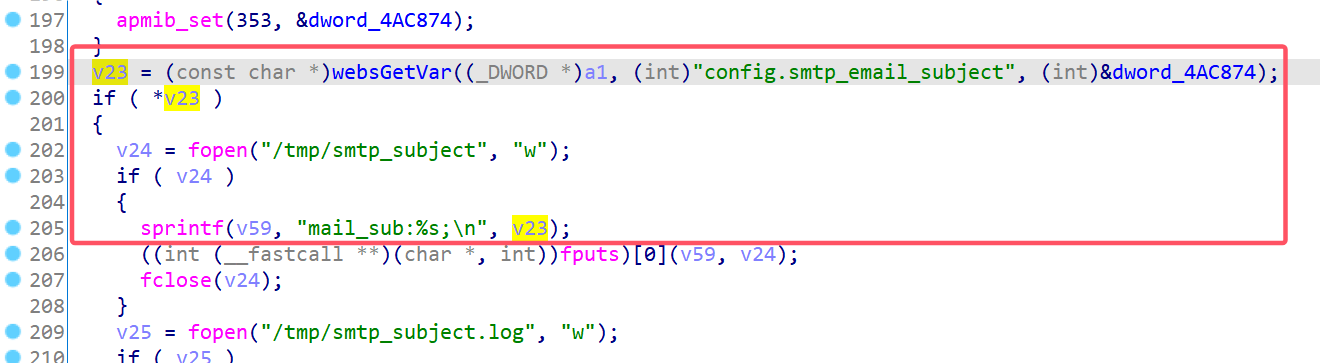 197 apmib_set(353, &dword_4AC874);
198 }
199 v23 = (const char *)websGetVar((_DWORD *)a1, (int)"config.smtp_email_subject", (int)&dword_4AC874);
200 if ( *v23 )
201 {
202 v24 = fopen("/tmp/smtp_subject", "w");
203 if ( v24 )
204 {
205 sprintf(v59, "mail_sub:%s;\n", v23);
206 ((int (__fastcall **)(char *, int))fputs)[0](v59, v24);
207 fclose(v24);
208 }
209 v25 = fopen("/tmp/smtp_subject.log", "w");
210 if ( v25 )